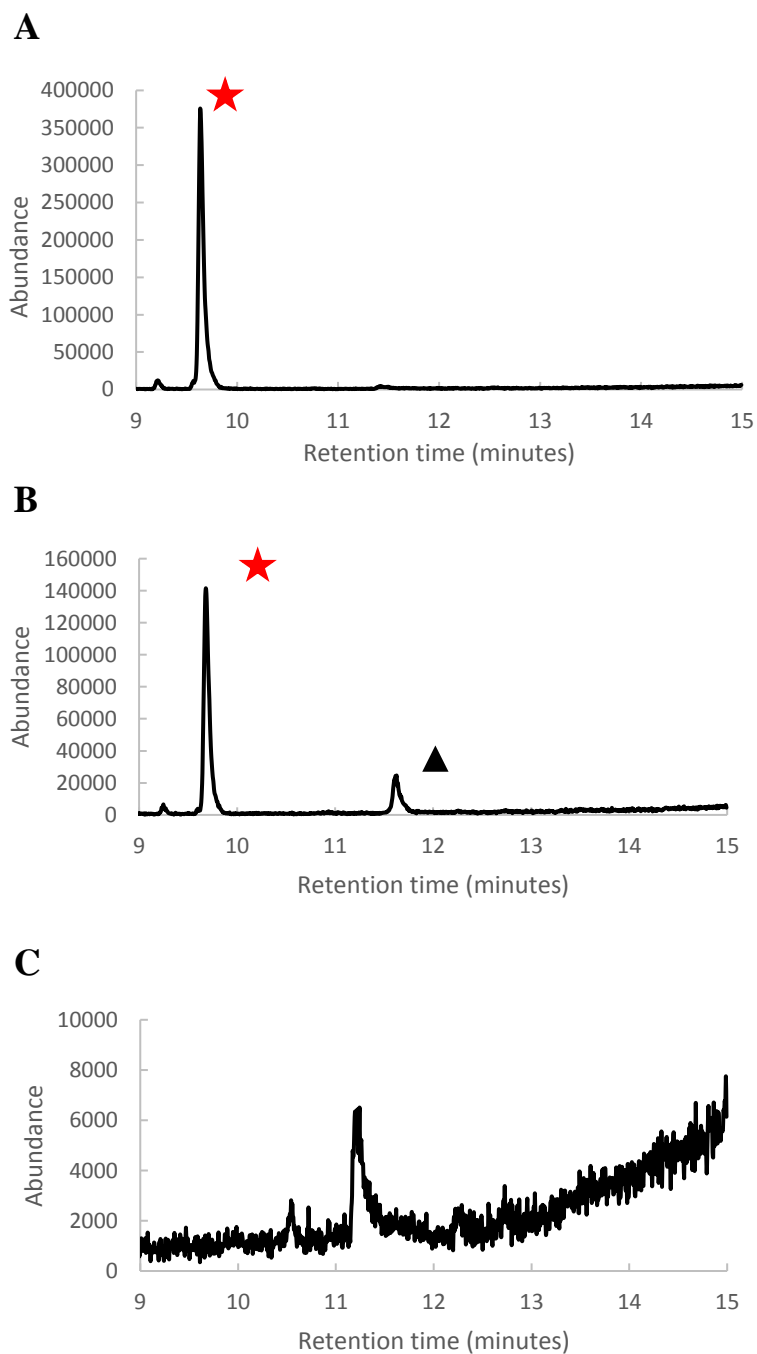 A
400000
350000
300000
250000
200000
150000
100000
50000
0
Abundance
9 10 11 12 13 14 15
Retention time (minutes)
B
160000
140000
120000
100000
80000
60000
40000
20000
0
Abundance
9 10 11 12 13 14 15
Retention time (minutes)
C
10000
8000
6000
4000
2000
0
Abundance
9 10 11 12 13 14 15
Retention time (minutes)